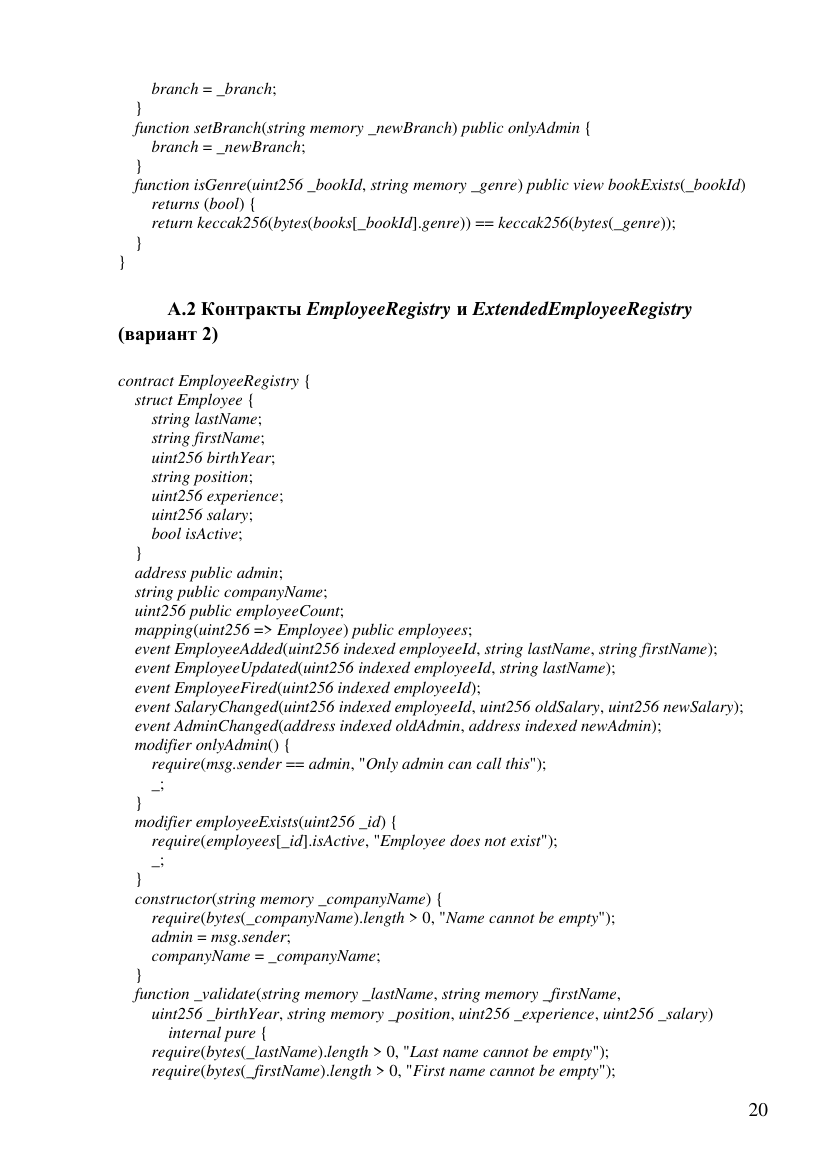 branch = _branch;
}
function setBranch(string memory _newBranch) public onlyAdmin {
branch = _newBranch;
}
function isGenre(uint256 _bookId, string memory _genre) public view bookExists(_bookId)
returns (bool) {
return keccak256(bytes(books[_bookId].genre)) == keccak256(bytes(_genre));
}
}
А.2 Контракты EmployeeRegistry и ExtendedEmployeeRegistry
(вариант 2)
contract EmployeeRegistry {
struct Employee {
string lastName;
string firstName;
uint256 birthYear;
string position;
uint256 experience;
uint256 salary;
bool isActive;
}
address public admin;
string public companyName;
uint256 public employeeCount;
mapping(uint256 => Employee) public employees;
event EmployeeAdded(uint256 indexed employeeId, string lastName, string firstName);
event EmployeeUpdated(uint256 indexed employeeId, string lastName);
event EmployeeFired(uint256 indexed employeeId);
event SalaryChanged(uint256 indexed employeeId, uint256 oldSalary, uint256 newSalary);
event AdminChanged(address indexed oldAdmin, address indexed newAdmin);
modifier onlyAdmin() {
require(msg.sender == admin, "Only admin can call this");
_;
}
modifier employeeExists(uint256 _id) {
require(employees[_id].isActive, "Employee does not exist");
_;
}
constructor(string memory _companyName) {
require(bytes(_companyName).length > 0, "Name cannot be empty");
admin = msg.sender;
companyName = _companyName;
}
function _validate(string memory _lastName, string memory _firstName,
uint256 _birthYear, string memory _position, uint256 _experience, uint256 _salary)
internal pure {
require(bytes(_lastName).length > 0, "Last name cannot be empty");
require(bytes(_firstName).length > 0, "First name cannot be empty");
20